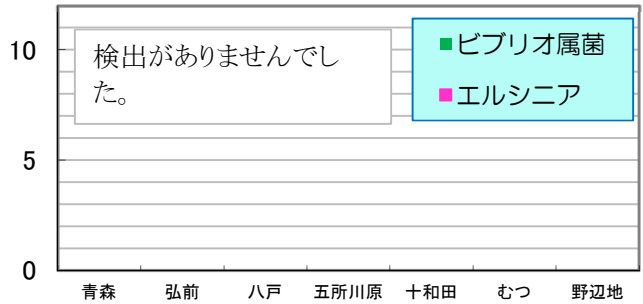 10
5
0
検出がありませんでし
た。
ビブリオ属菌
エルシニア
青森 弘前 八戸 五所川原 十和田 むつ 野辺地